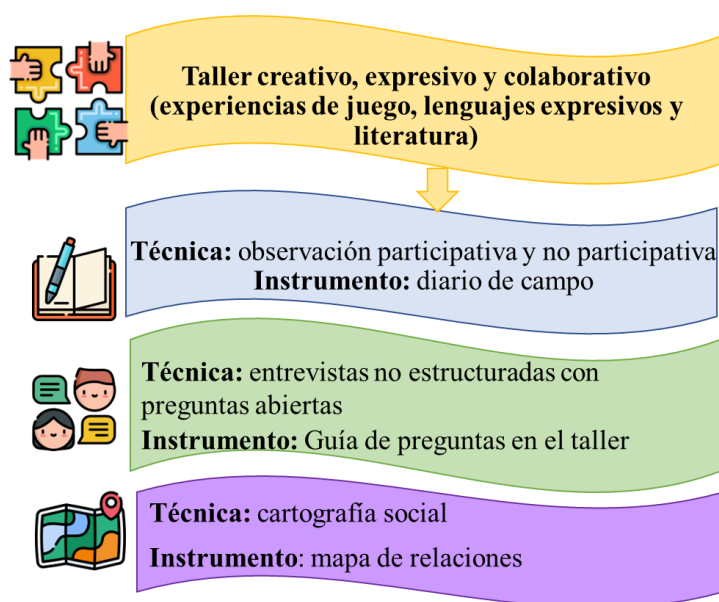 Taller creativo, expresivo y colaborativo
(experiencias de juego, lenguajes expresivos y
literatura)
Técnica: observación participativa y no participativa
Instrumento: diario de campo
Técnica: entrevistas no estructuradas con
preguntas abiertas
Instrumento: Guía de preguntas en el taller
Técnica: cartografía social
Instrumento: mapa de relaciones